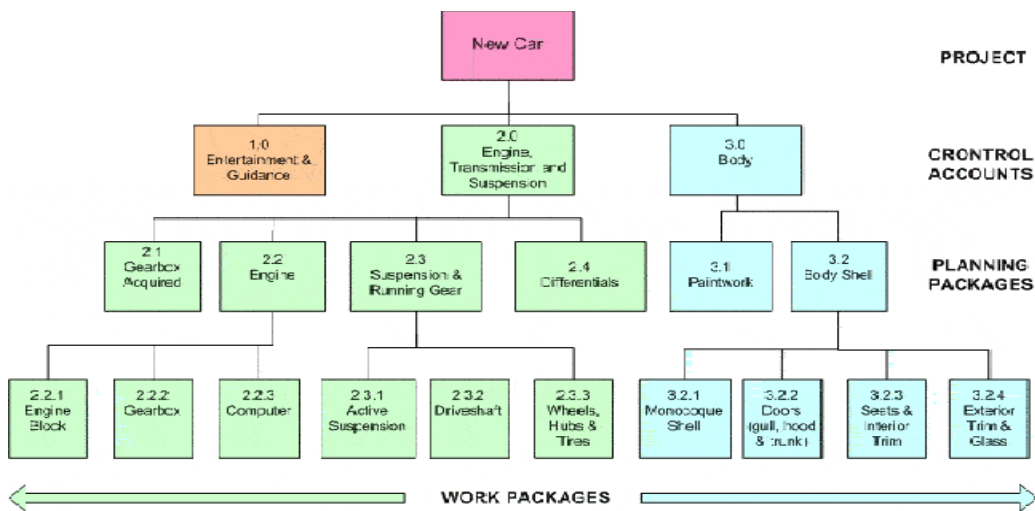 New Car
PROJECT
1.0
Entertainment &
Guidance
2.0
Engine,
Transmission and
Suspension
3.0
Body
CRONTROL
ACCOUNTS
2.1
Gearbox
Acquired
2.2
Engine
2.3
Suspension &
Running Gear
2.4
Differentials
3.1
Paintwork
3.2
Body Shell
PLANNING
PACKAGES
2.2.1
Engine
Block
2.2.2
Gearbox
2.2.3
Computer
2.3.1
Active
Suspension
2.3.2
Driveshaft
2.3.3
Wheels,
Hubs &
Tires
3.2.1
Monocoque
Shell
3.2.2
Doors
(gull, hood
& trunk)
3.2.3
Seats &
Interior
Trim
3.2.4
Exterior
Trim &
Glass
WORK PACKAGES